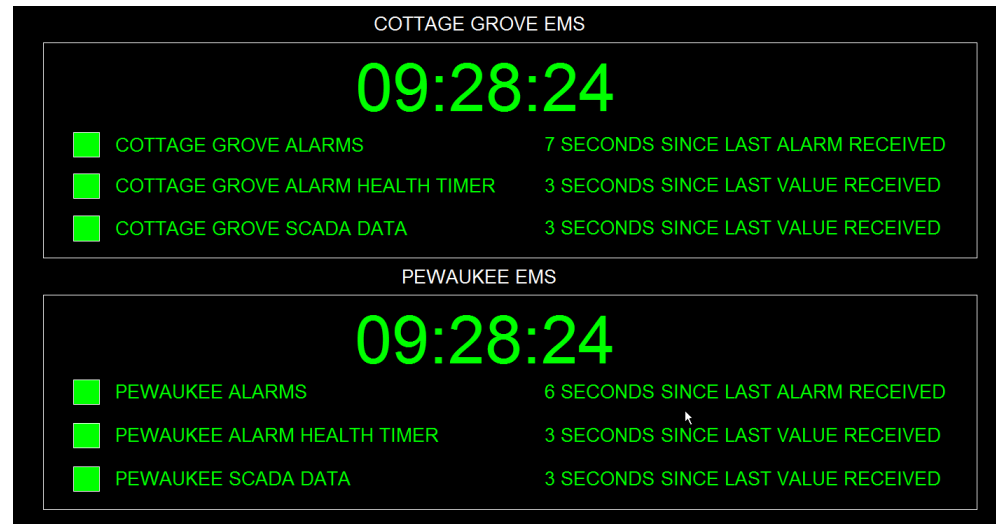 COTTAGE GROVE EMS
09:28:24
COTTAGE GROVE ALARMS 7 SECONDS SINCE LAST ALARM RECEIVED
COTTAGE GROVE ALARM HEALTH TIMER 3 SECONDS SINCE LAST VALUE RECEIVED
COTTAGE GROVE SCADA DATA 3 SECONDS SINCE LAST VALUE RECEIVED
PEWAUKEE EMS
09:28:24
PEWAUKEE ALARMS 6 SECONDS SINCE LAST ALARM RECEIVED
PEWAUKEE ALARM HEALTH TIMER 3 SECONDS SINCE LAST VALUE RECEIVED
PEWAUKEE SCADA DATA 3 SECONDS SINCE LAST VALUE RECEIVED